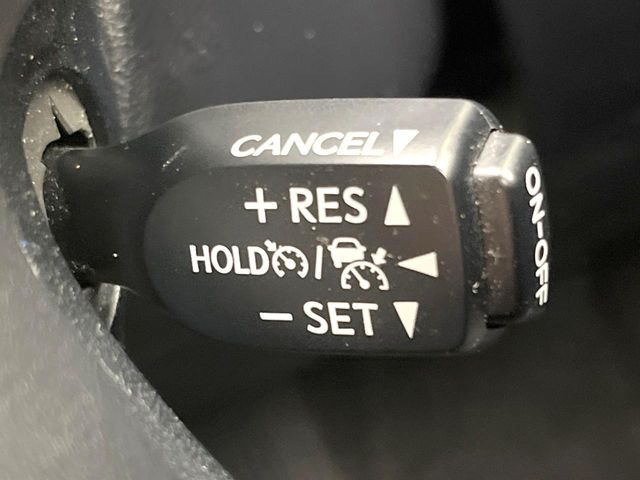 CANCEL
+ RES
HOLD /
- SET
ON-OFF